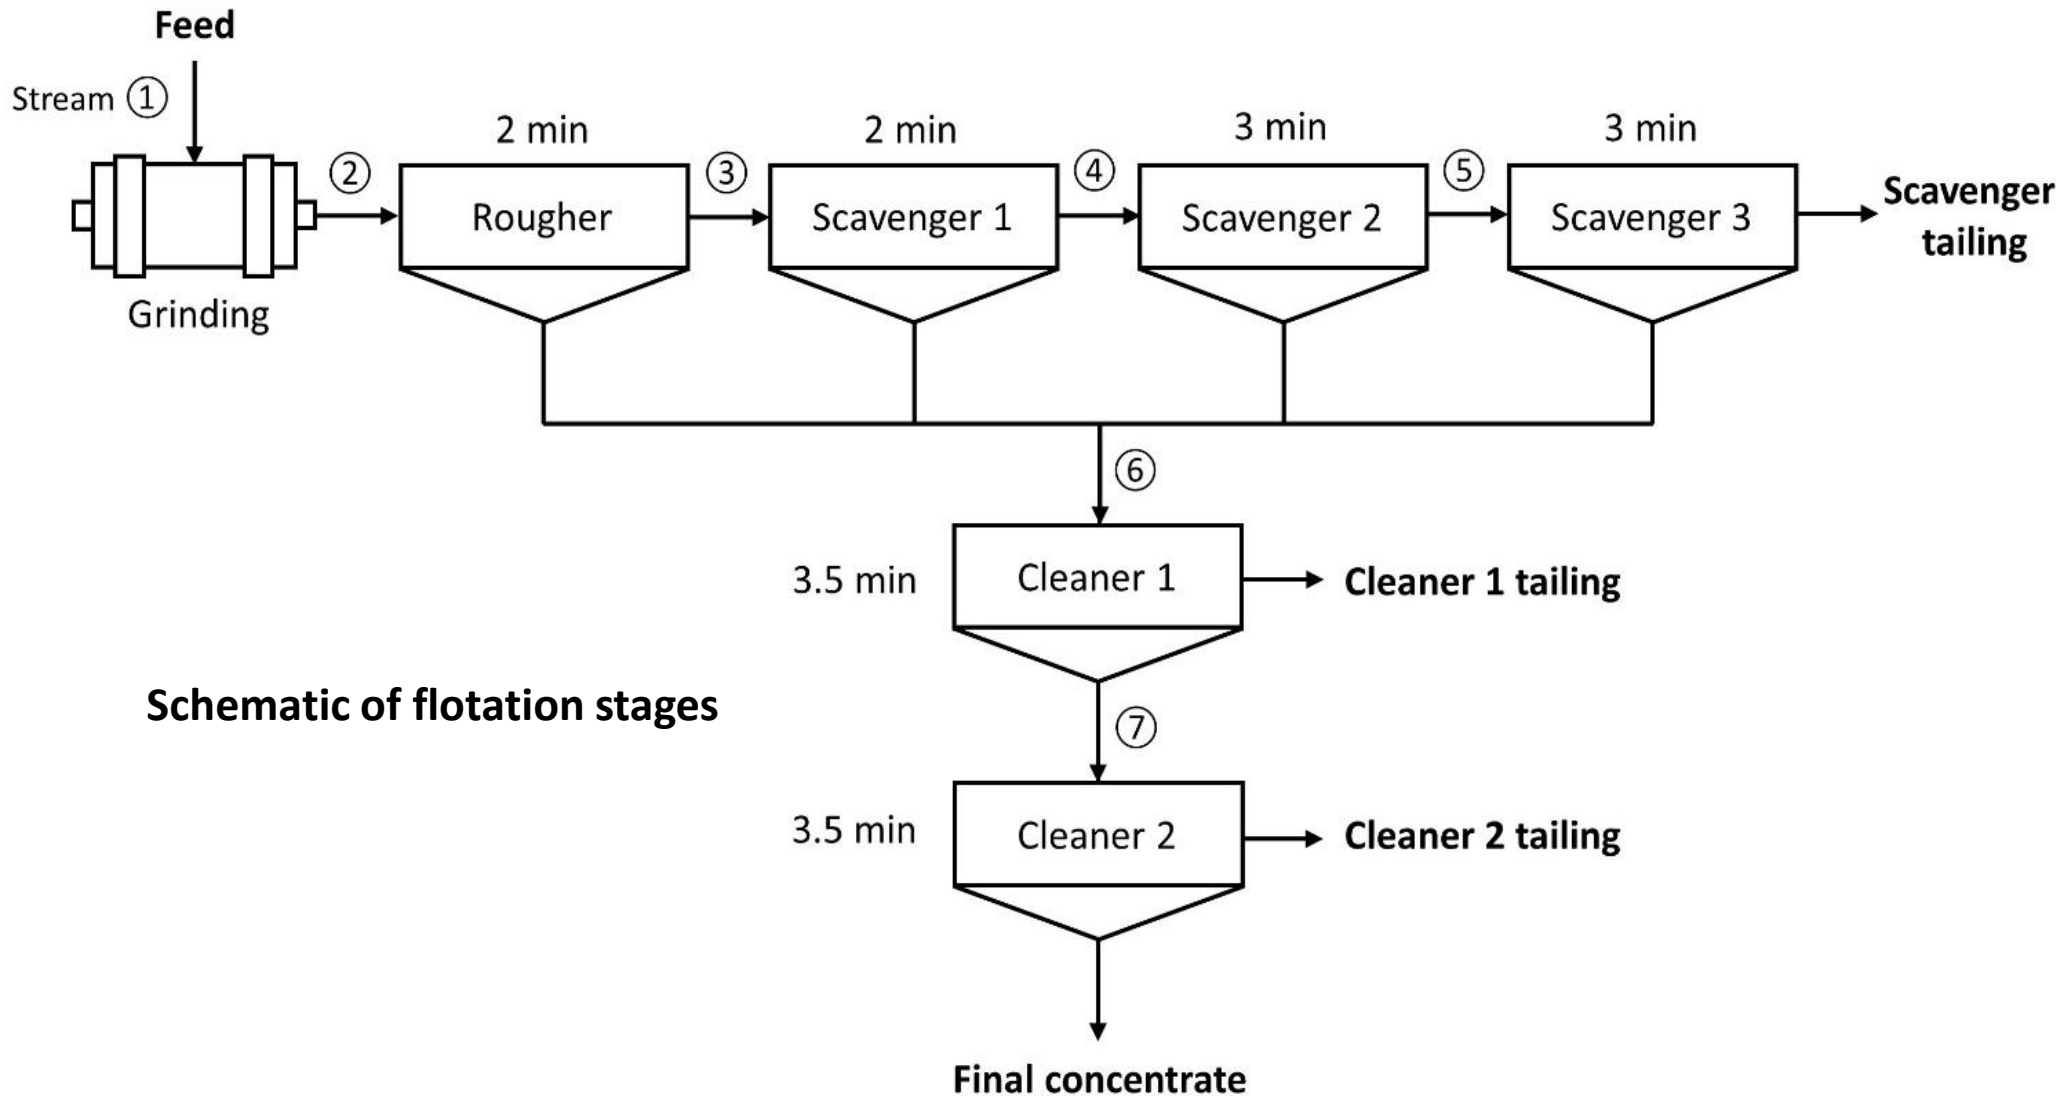 Feed
Stream ①
2 min
2 min
3 min
3 min
②
③
④
⑤
Rougher
Scavenger 1
Scavenger 2
Scavenger 3
Scavenger
tailing
Grinding
⑥
3.5 min
Cleaner 1
Cleaner 1 tailing
Schematic of flotation stages
⑦
3.5 min
Cleaner 2
Cleaner 2 tailing
Final concentrate